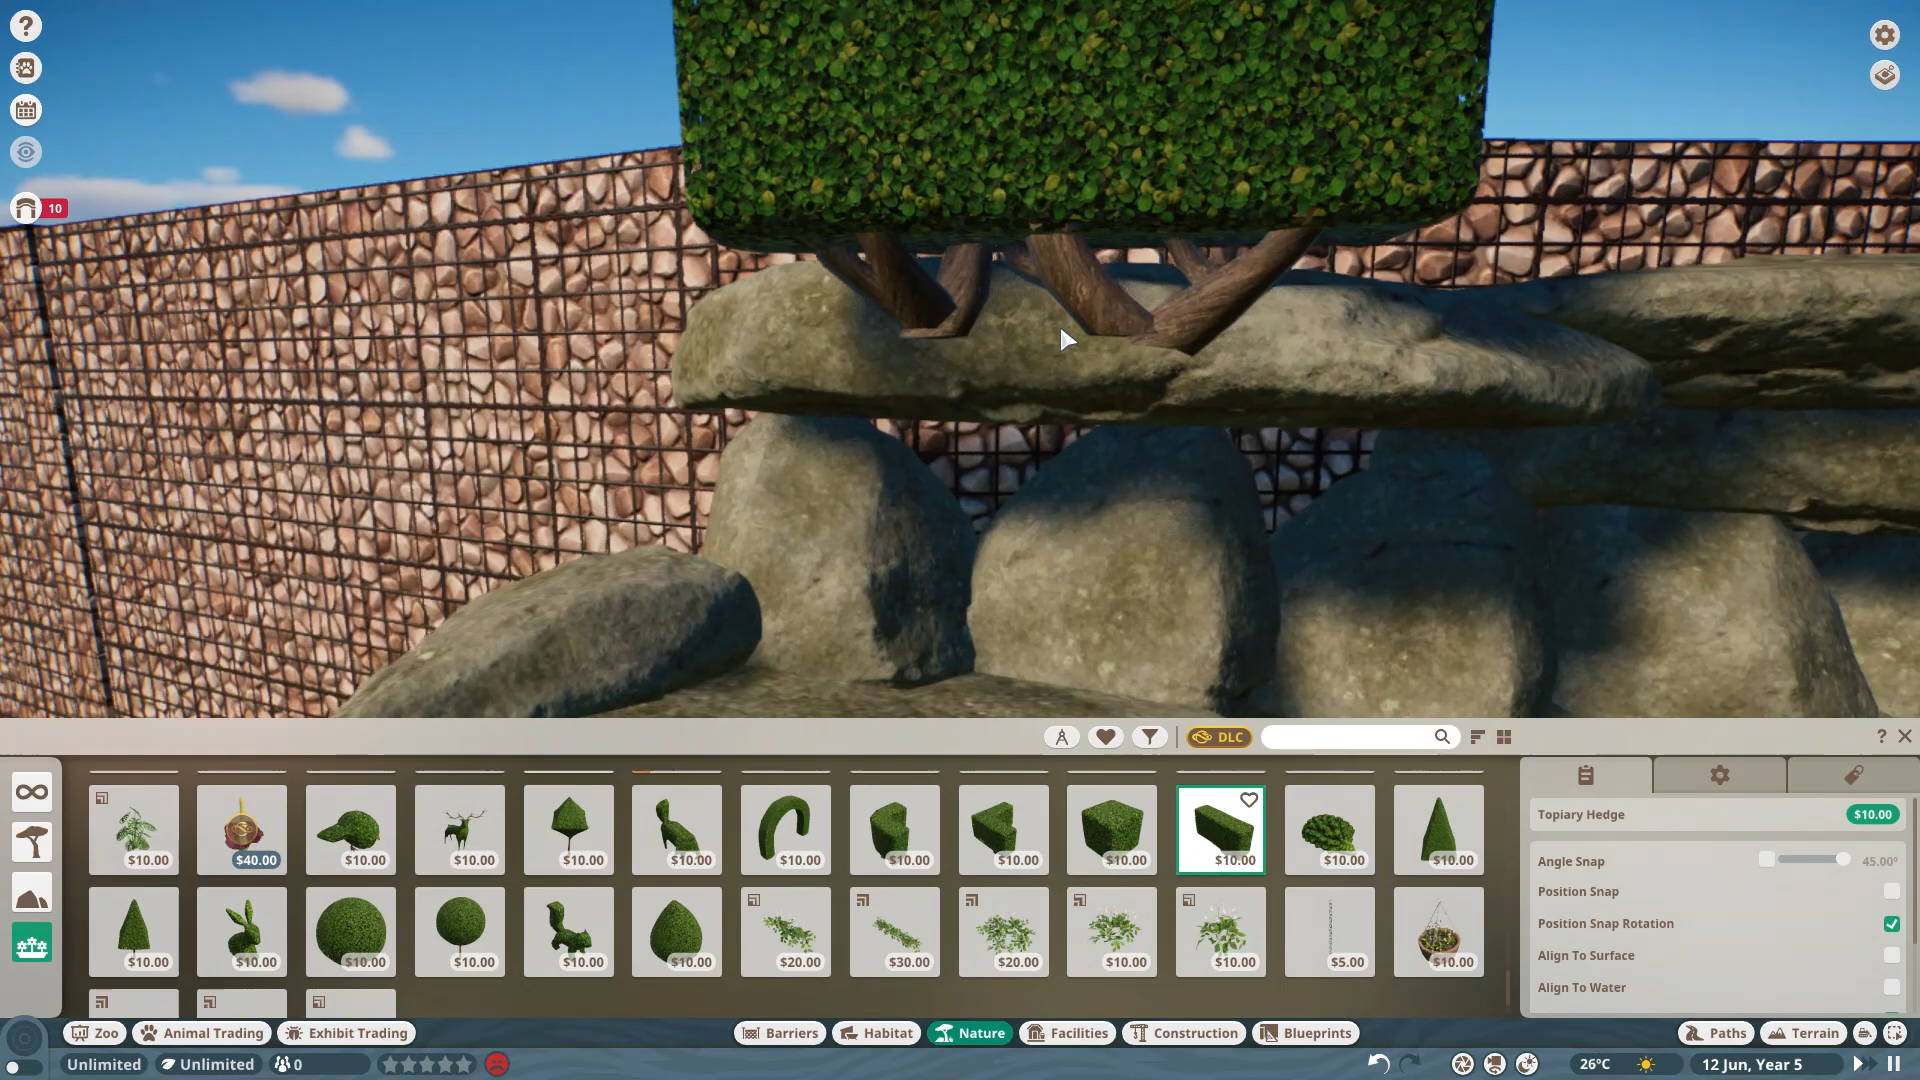 ?
10
DLC
?
$10.00 $40.00 $10.00 $10.00 $10.00 $10.00 $10.00 $10.00 $10.00 $10.00 $10.00 $10.00 $10.00
$10.00 $10.00 $10.00 $10.00 $10.00 $10.00 $20.00 $30.00 $20.00 $10.00 $10.00 $5.00 $10.00
Topiary Hedge $10.00
Angle Snap 45.00°
Position Snap
Position Snap Rotation
Align To Surface
Align To Water
Zoo Animal Trading Exhibit Trading Barriers Habitat Nature Facilities Construction Blueprints Paths Terrain
Unlimited Unlimited 0 26°C 12 Jun, Year 5